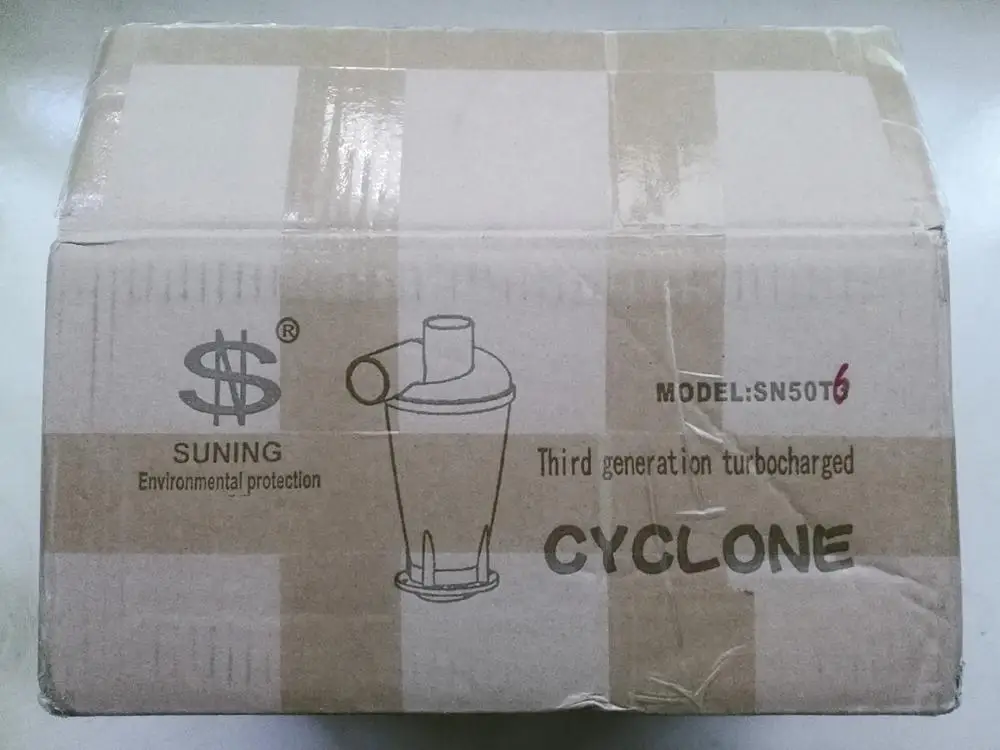 ®
SUNING
Environmental protection
MODEL:SN50T6
Third generation turbocharged
CYCLONE